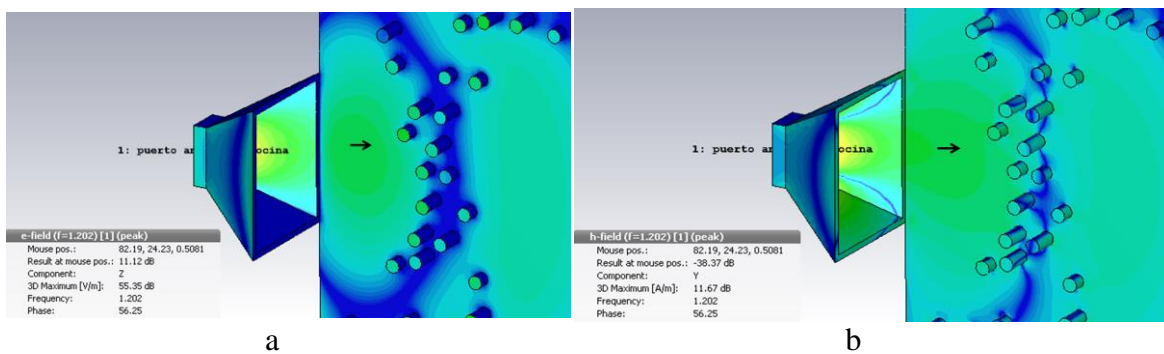 1: puerto an ocina
e-field (f=1.202) [1] (peak)
Mouse pos.: 82.19, 24.23, 0.5081
Result at mouse pos.: 11.12 dB
Component: Z
3D Maximum [V/m]: 55.35 dB
Frequency: 1.202
Phase: 56.25
a
1: puerto an ocina
h-field (f=1.202) [1] (peak)
Mouse pos.: 82.19, 24.23, 0.5081
Result at mouse pos.: -38.37 dB
Component: Y
3D Maximum [A/m]: 11.67 dB
Frequency: 1.202
Phase: 56.25
b